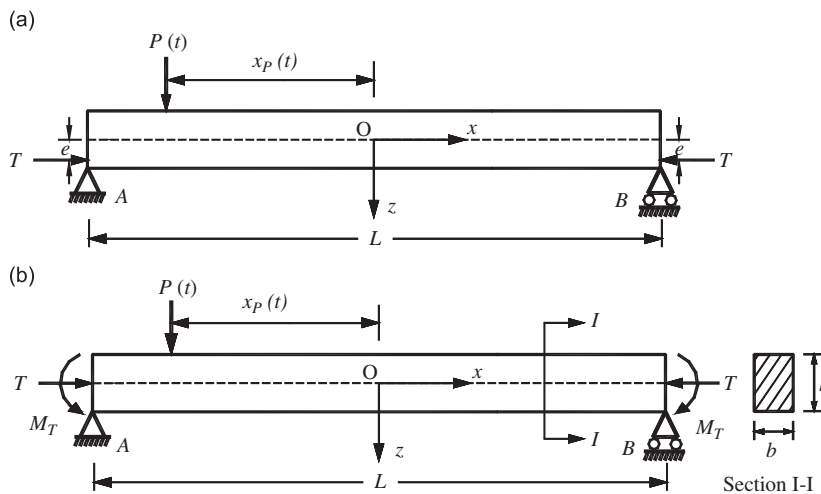 (a)
P (t)
x_P (t)
O
x
e
e
T
T
A
B
z
L
(b)
P (t)
x_P (t)
I
O
x
T
T
M_T
A
z
I
B
M_T
b
L
Section I-I